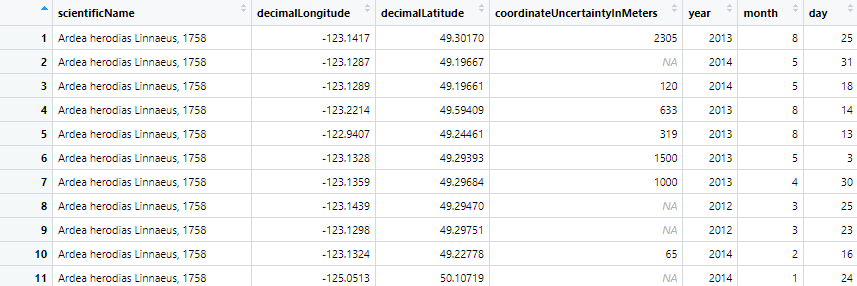 scientificName decimalLongitude decimalLatitude coordinateUncertaintyInMeters year month day
1 Ardea herodias Linnaeus, 1758 -123.1417 49.30170 2305 2013 8 25
2 Ardea herodias Linnaeus, 1758 -123.1287 49.19667 NA 2014 5 31
3 Ardea herodias Linnaeus, 1758 -123.1289 49.19661 120 2014 5 18
4 Ardea herodias Linnaeus, 1758 -123.2214 49.59409 633 2013 8 14
5 Ardea herodias Linnaeus, 1758 -122.9407 49.24461 319 2013 8 13
6 Ardea herodias Linnaeus, 1758 -123.1328 49.29393 1500 2013 5 3
7 Ardea herodias Linnaeus, 1758 -123.1359 49.29684 1000 2013 4 30
8 Ardea herodias Linnaeus, 1758 -123.1439 49.29470 NA 2012 3 25
9 Ardea herodias Linnaeus, 1758 -123.1298 49.29751 NA 2012 3 23
10 Ardea herodias Linnaeus, 1758 -123.1324 49.22778 65 2014 2 16
11 Ardea herodias Linnaeus, 1758 -125.0513 50.10719 NA 2014 1 24